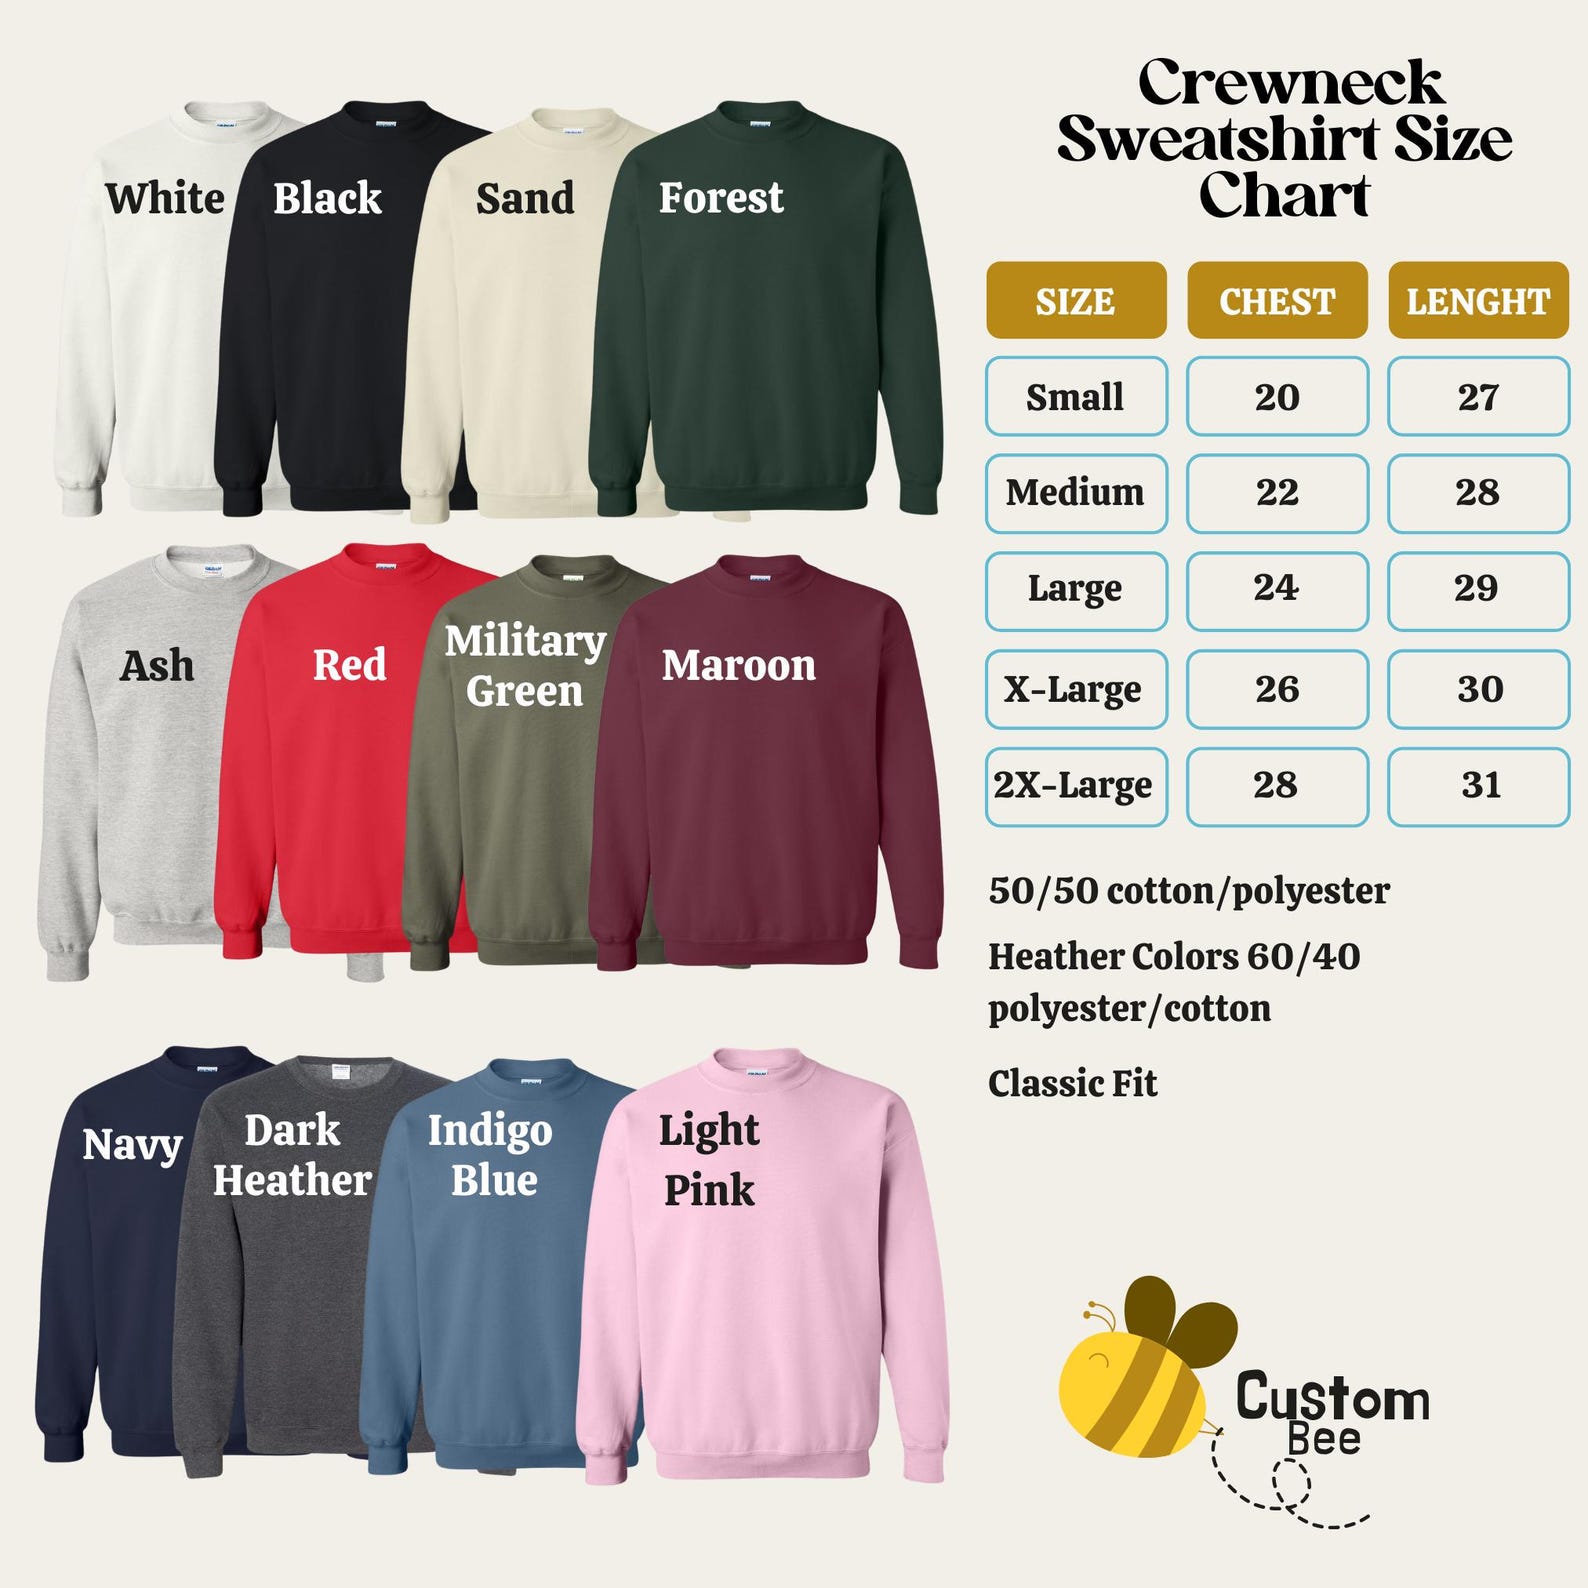 White
Black
Sand
Forest
Ash
Red
Military
Green
Maroon
Navy
Dark
Heather
Indigo
Blue
Light
Pink
Crewneck
Sweatshirt Size
Chart
SIZE CHEST LENGHT
Small 20 27
Medium 22 28
Large 24 29
X-Large 26 30
2X-Large 28 31
50/50 cotton/polyester
Heather Colors 60/40
polyester/cotton
Classic Fit
Custom
Bee